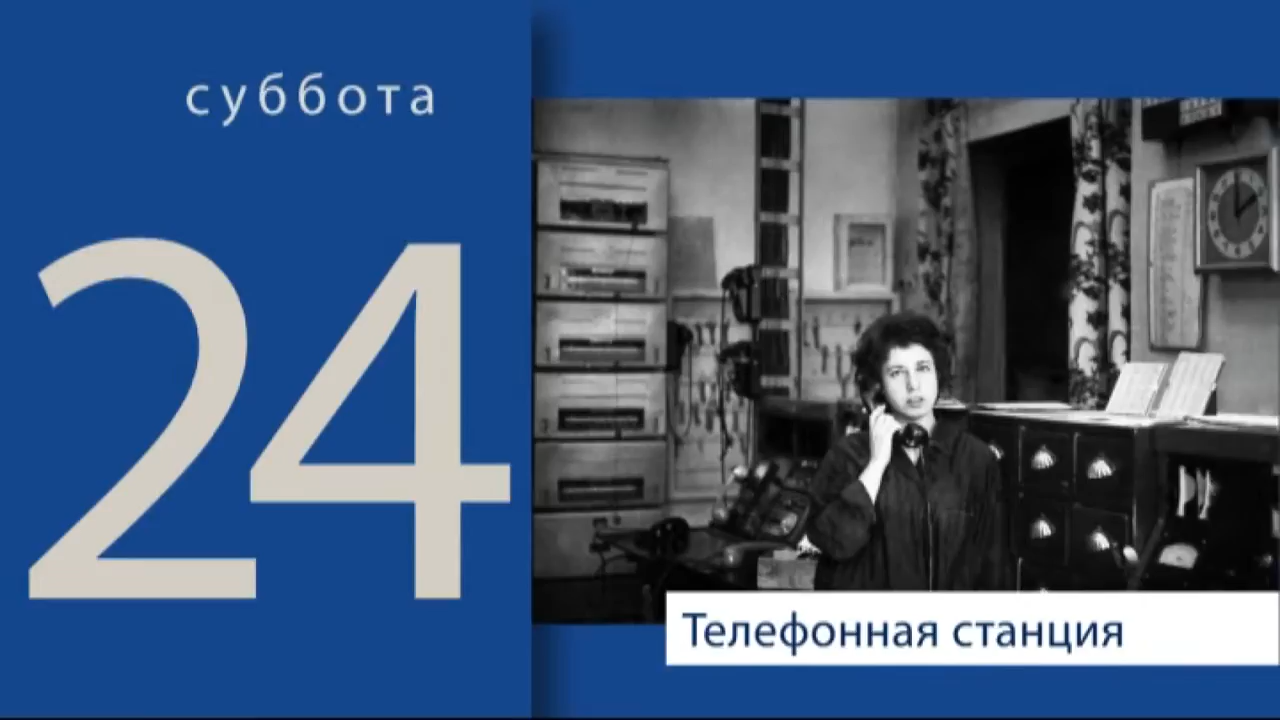 суббота
24
Телефонная станция